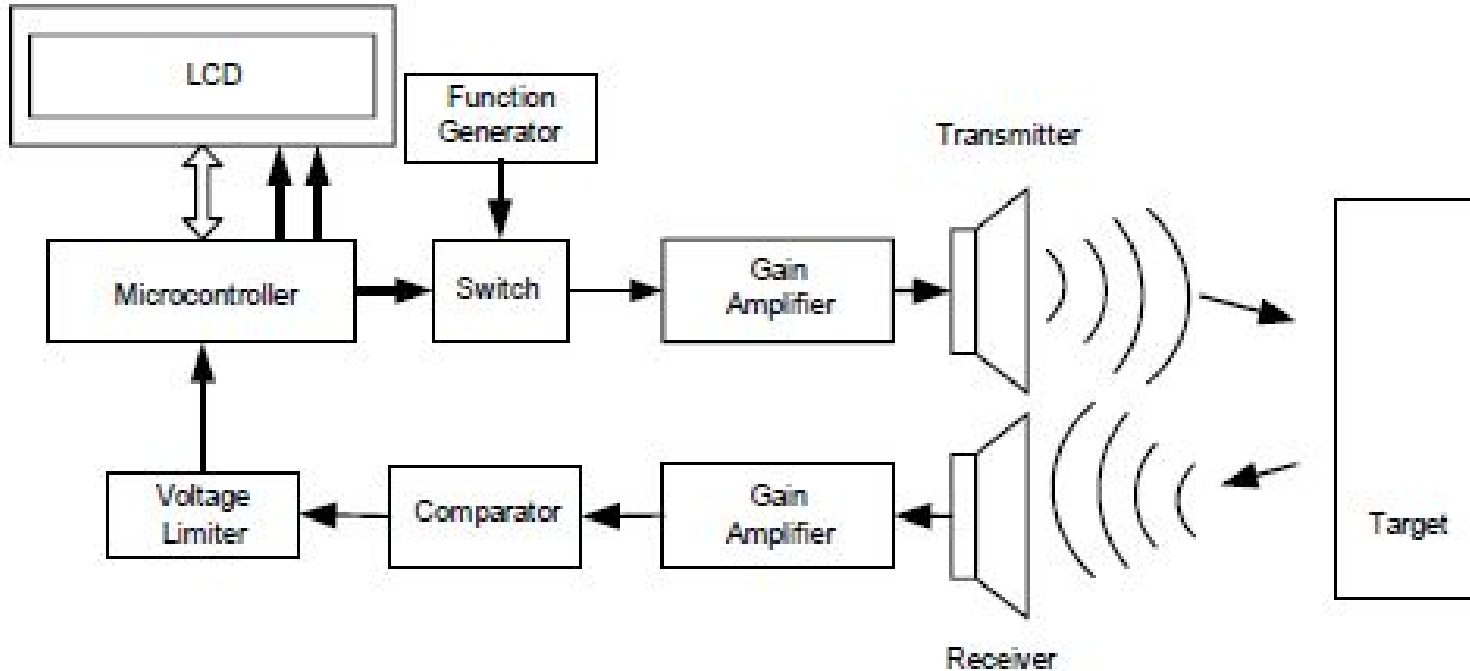 LCD
Function
Generator
Transmitter
Microcontroller
Switch
Gain
Amplifier
Voltage
Limiter
Comparator
Gain
Amplifier
Target
Receiver